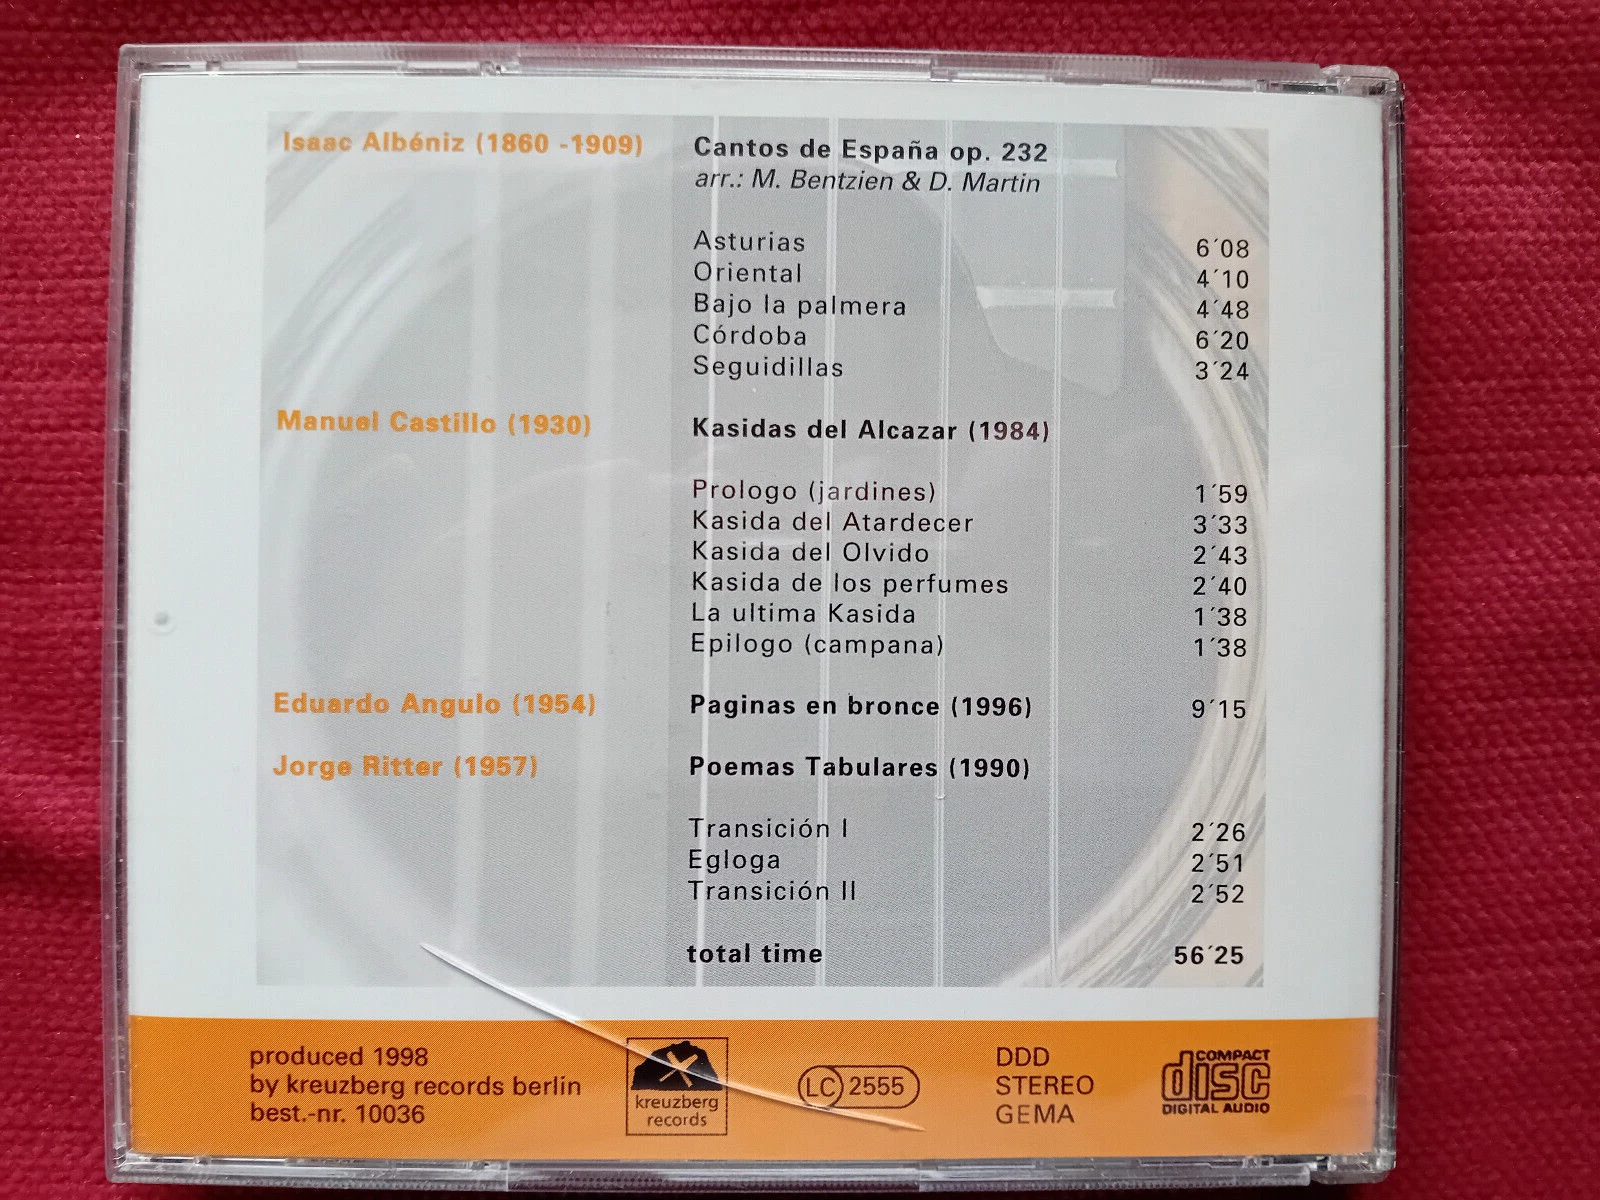 Isaac Albéniz (1860 -1909) Cantos de España op. 232
arr.: M. Bentzien & D. Martin
Asturias 6´08
Oriental 4´10
Bajo la palmera 4´48
Córdoba 6´20
Seguidillas 3´24
Manuel Castillo (1930) Kasidas del Alcazar (1984)
Prologo (jardines) 1´59
Kasida del Atardecer 3´33
Kasida del Olvido 2´43
Kasida de los perfumes 2´40
La ultima Kasida 1´38
Epilogo (campana) 1´38
Eduardo Angulo (1954) Paginas en bronce (1996) 9´15
Jorge Ritter (1957) Poemas Tabulares (1990)
Transición I 2´26
Egloga 2´51
Transición II 2´52
total time 56´25
produced 1998
by kreuzberg records berlin
best.-nr. 10036
kreuzberg
records
LC 2555
DDD
STEREO
GEMA
COMPACT
disc
DIGITAL AUDIO